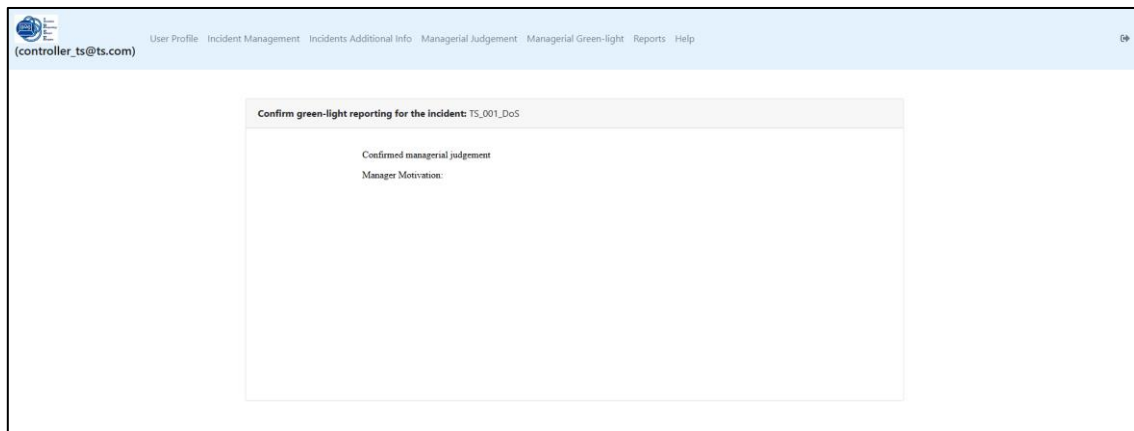 (controller_ts@ts.com)
User Profile Incident Management Incidents Additional Info Managerial Judgement Managerial Green-light Reports Help
Confirm green-light reporting for the incident: TS_001_DoS
Confirmed managerial judgement
Manager Motivation: